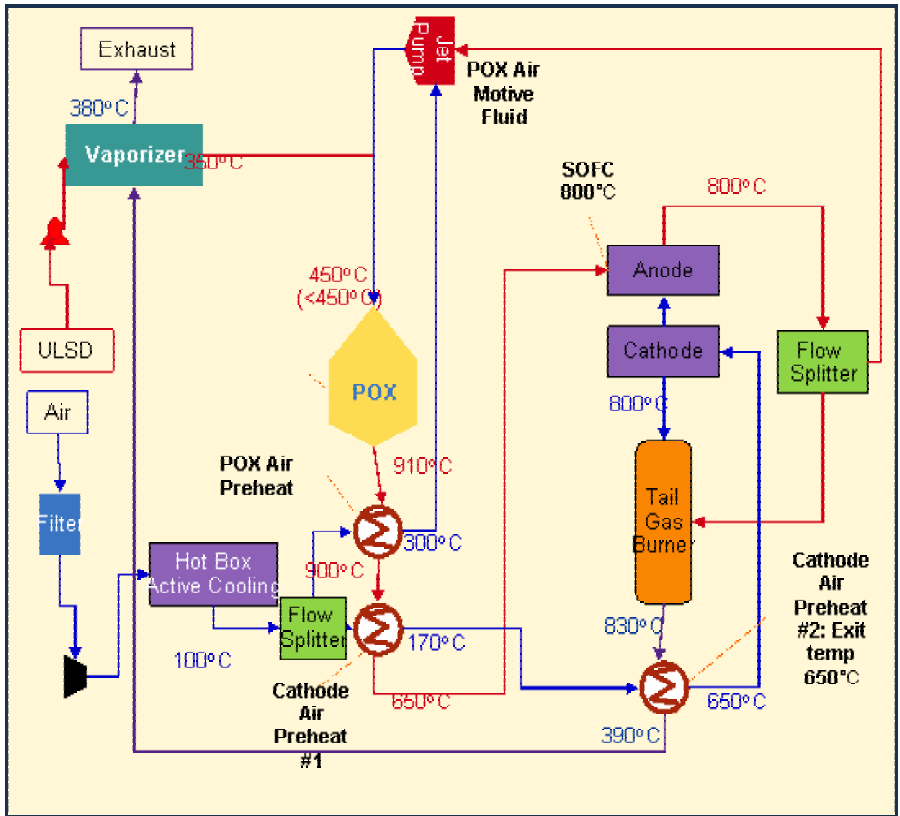 Exhaust
Jet
Pump
POX Air
Motive
Fluid
380°C
Vaporizer
350°C
SOFC
800°C
800°C
Anode
450°C
(<450°C)
ULSD
Cathode
Flow
Splitter
POX
Air
800°C
910°C
POX Air
Preheat
Tail
Gas
Burner
Filter
300°C
Hot Box
Active Cooling
900°C
Cathode
Air
Preheat
#2: Exit
temp
650°C
Flow
Splitter
100°C
170°C
830°C
Cathode
Air
Preheat
#1
650°C
650°C
390°C